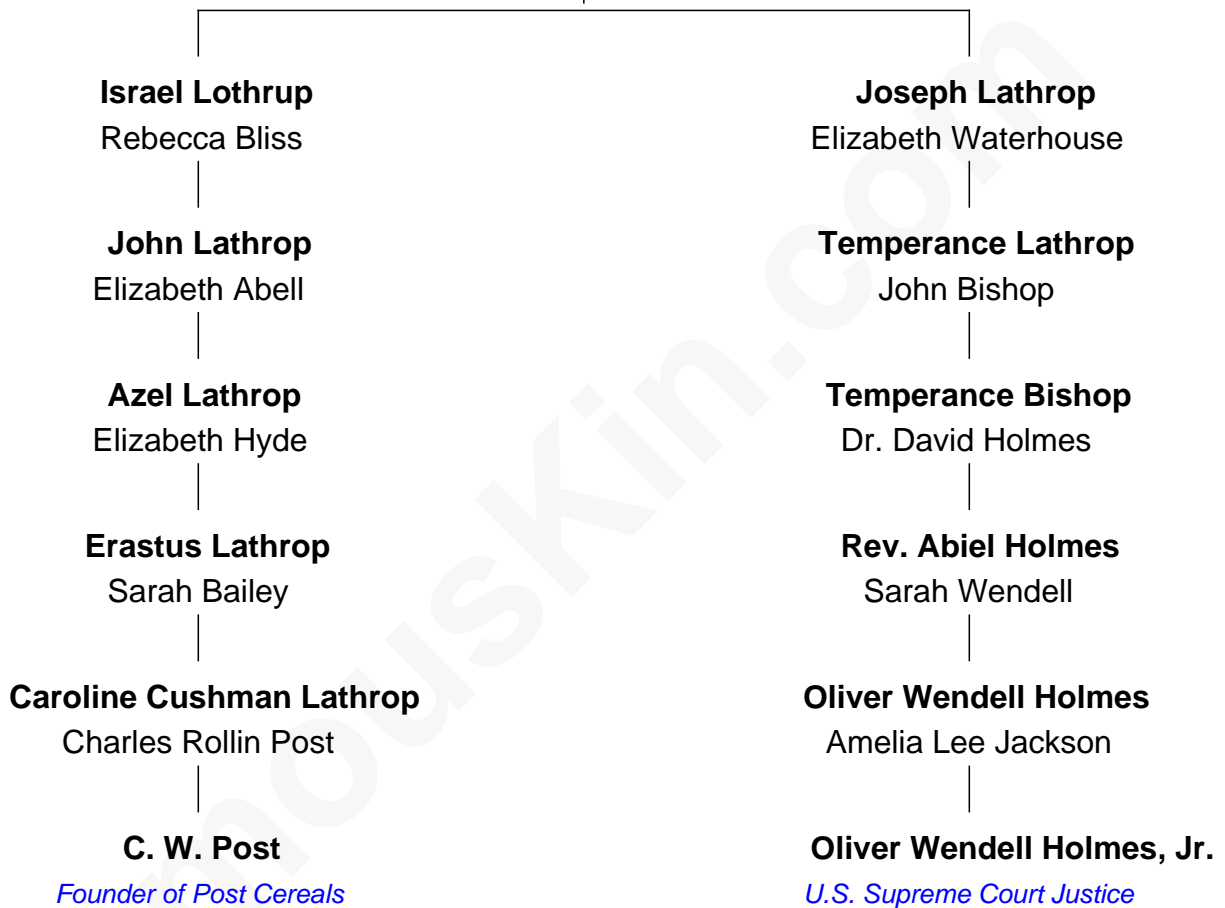 Israel Lothrup
Rebecca Bliss
Joseph Lathrop
Elizabeth Waterhouse
John Lathrop
Elizabeth Abell
Temperance Lathrop
John Bishop
Azel Lathrop
Elizabeth Hyde
Temperance Bishop
Dr. David Holmes
Erastus Lathrop
Sarah Bailey
Rev. Abiel Holmes
Sarah Wendell
Caroline Cushman Lathrop
Charles Rollin Post
Oliver Wendell Holmes
Amelia Lee Jackson
C. W. Post
Founder of Post Cereals
Oliver Wendell Holmes, Jr.
U.S. Supreme Court Justice
mousKin.com